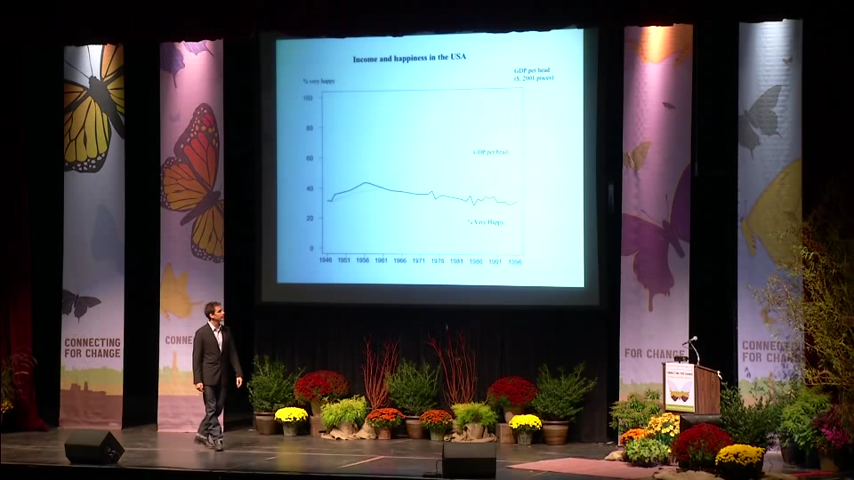 Income and happiness in the USA
% very happy
GDP per head
($, 2001 prices)
100
80
60
40
20
0
GDP per head
% Very Happy
1946 1951 1956 1961 1966 1971 1976 1981 1986 1991 1996
CONNECTING
FOR CHANGE
CONNE
FOR CHANGE
CONNECTING
FOR CHANGE